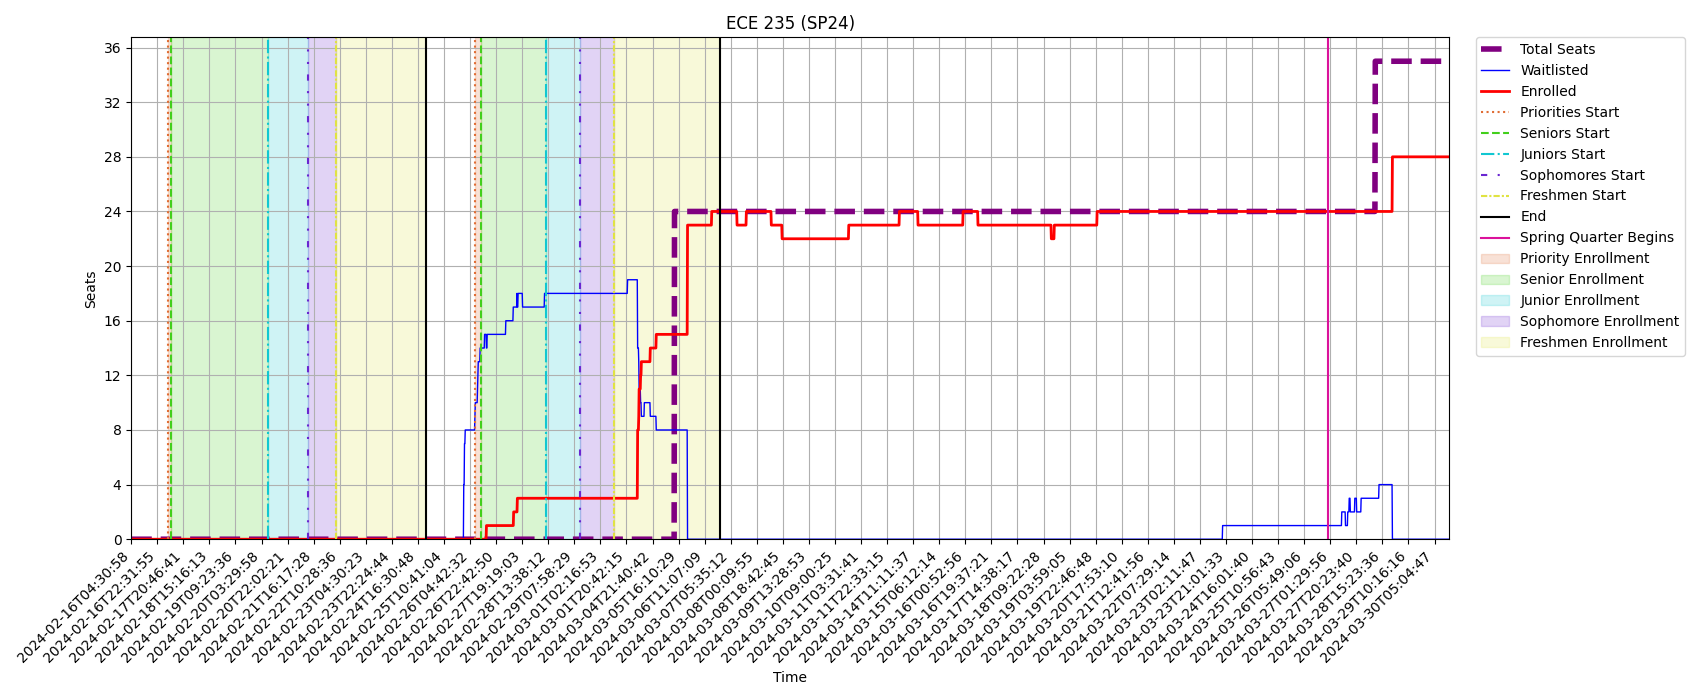 ECE 235 (SP24)
36
32
28
24
20
16
12
8
4
0
Seats
2024-02-16T04:30:58
2024-02-16T22:31:55
2024-02-17T20:46:41
2024-02-18T15:16:13
2024-02-19T09:23:36
2024-02-20T03:29:58
2024-02-20T22:02:21
2024-02-21T16:17:28
2024-02-22T10:28:36
2024-02-23T04:30:23
2024-02-23T22:24:44
2024-02-24T16:30:48
2024-02-25T10:41:04
2024-02-26T04:42:32
2024-02-26T22:42:50
2024-02-27T19:19:03
2024-02-28T13:38:12
2024-02-29T07:58:29
2024-03-01T02:16:53
2024-03-01T20:42:15
2024-03-04T21:40:42
2024-03-05T16:10:29
2024-03-06T11:07:09
2024-03-07T05:35:12
2024-03-08T00:09:55
2024-03-08T18:42:45
2024-03-09T13:28:53
2024-03-10T09:00:25
2024-03-11T03:31:41
2024-03-11T22:33:15
2024-03-14T11:11:37
2024-03-15T06:12:14
2024-03-16T00:52:56
2024-03-16T19:37:21
2024-03-17T14:38:17
2024-03-18T09:22:28
2024-03-19T03:59:05
2024-03-19T22:46:48
2024-03-20T17:53:10
2024-03-21T12:41:56
2024-03-22T07:29:14
2024-03-23T02:11:47
2024-03-23T21:01:33
2024-03-24T16:01:40
2024-03-25T10:56:43
2024-03-26T05:49:06
2024-03-27T01:29:56
2024-03-27T20:23:40
2024-03-28T15:23:36
2024-03-29T10:16:16
2024-03-30T05:04:47
Time
Total Seats
Waitlisted
Enrolled
Priorities Start
Seniors Start
Juniors Start
Sophomores Start
Freshmen Start
End
Spring Quarter Begins
Priority Enrollment
Senior Enrollment
Junior Enrollment
Sophomore Enrollment
Freshmen Enrollment